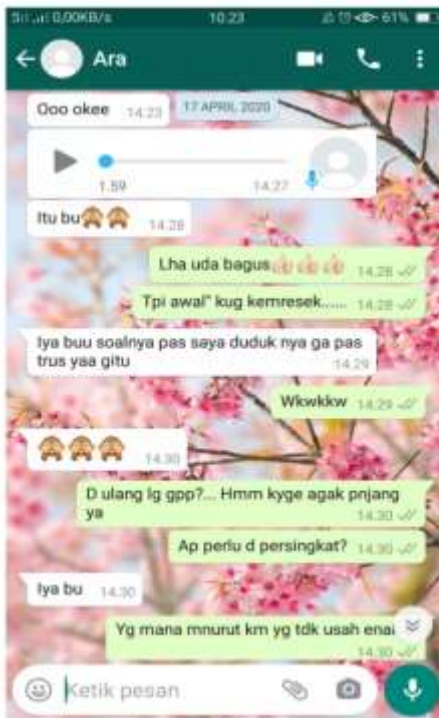 0,00KB/s 10.23 61%
Ara
Ooo okee 14.23
17 APRIL 2020
1.59 14.27
Itu bu🙈🙈 14.28
Lha uda bagus👍👍👍 14.28
Tpi awal" kug kemresek...... 14.28
Iya buu soalnya pas saya duduk nya ga pas
trus yaa gitu 14.29
Wkwkkw 14.29
🙈🙈🙈 14.30
D ulang lg gpp?... Hmm kyge agak pnjang
ya 14.30
Ap perlu d persingkat? 14.30
Iya bu 14.30
Yg mana mnurut km yg tdk usah
14.30
Ketik pesan